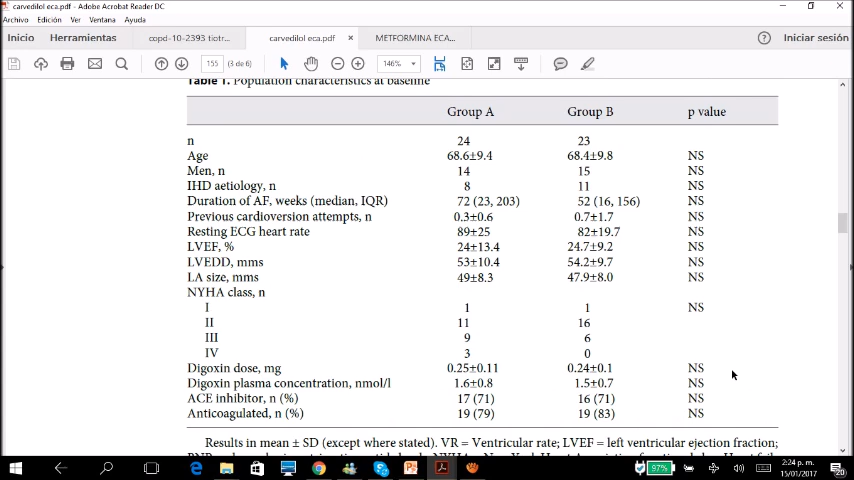 carvedilol eca.pdf - Adobe Acrobat Reader DC
Archivo Edición Ver Ventana Ayuda
Inicio Herramientas copd-10-2393 tiotr... carvedilol eca.pdf × METFORMINA ECA... Iniciar sesión
155 (3 de 6) 146%
Table 1. Population characteristics at baseline
Group A Group B p value
n 24 23
Age 68.6±9.4 68.4±9.8 NS
Men, n 14 15 NS
IHD aetiology, n 8 11 NS
Duration of AF, weeks (median, IQR) 72 (23, 203) 52 (16, 156) NS
Previous cardioversion attempts, n 0.3±0.6 0.7±1.7 NS
Resting ECG heart rate 89±25 82±19.7 NS
LVEF, % 24±13.4 24.7±9.2 NS
LVEDD, mms 53±10.4 54.2±9.7 NS
LA size, mms 49±8.3 47.9±8.0 NS
NYHA class, n
I 1 1 NS
II 11 16
III 9 6
IV 3 0
Digoxin dose, mg 0.25±0.11 0.24±0.1 NS
Digoxin plasma concentration, nmol/l 1.6±0.8 1.5±0.7 NS
ACE inhibitor, n (%) 17 (71) 16 (71) NS
Anticoagulated, n (%) 19 (79) 19 (83) NS
Results in mean ± SD (except where stated). VR = Ventricular rate; LVEF = left ventricular ejection fraction;
97% 2:24 p. m.
15/01/2017 20